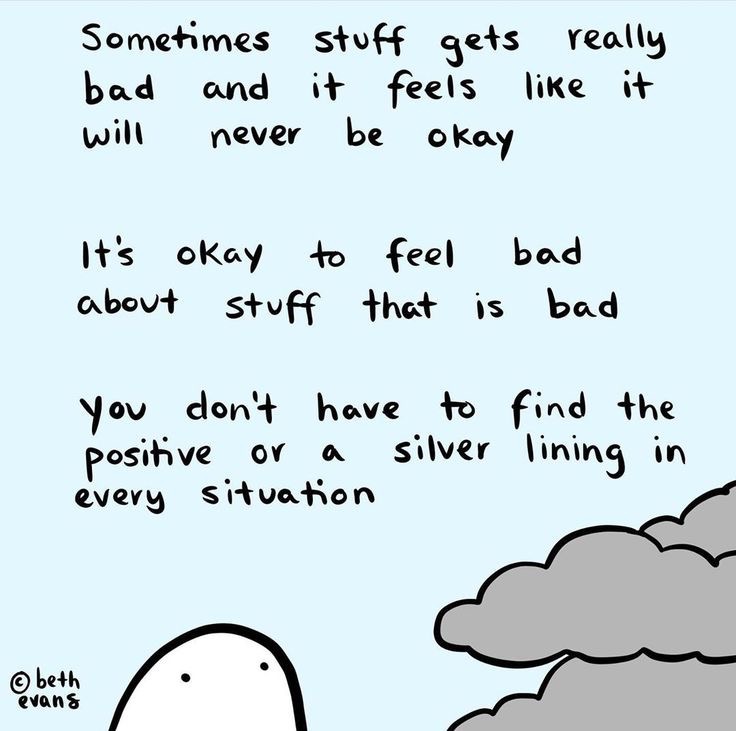 Sometimes stuff gets really
bad and it feels like it
will never be okay
It's okay to feel bad
about stuff that is bad
You don't have to find the
positive or a silver lining in
every situation
© beth
evans